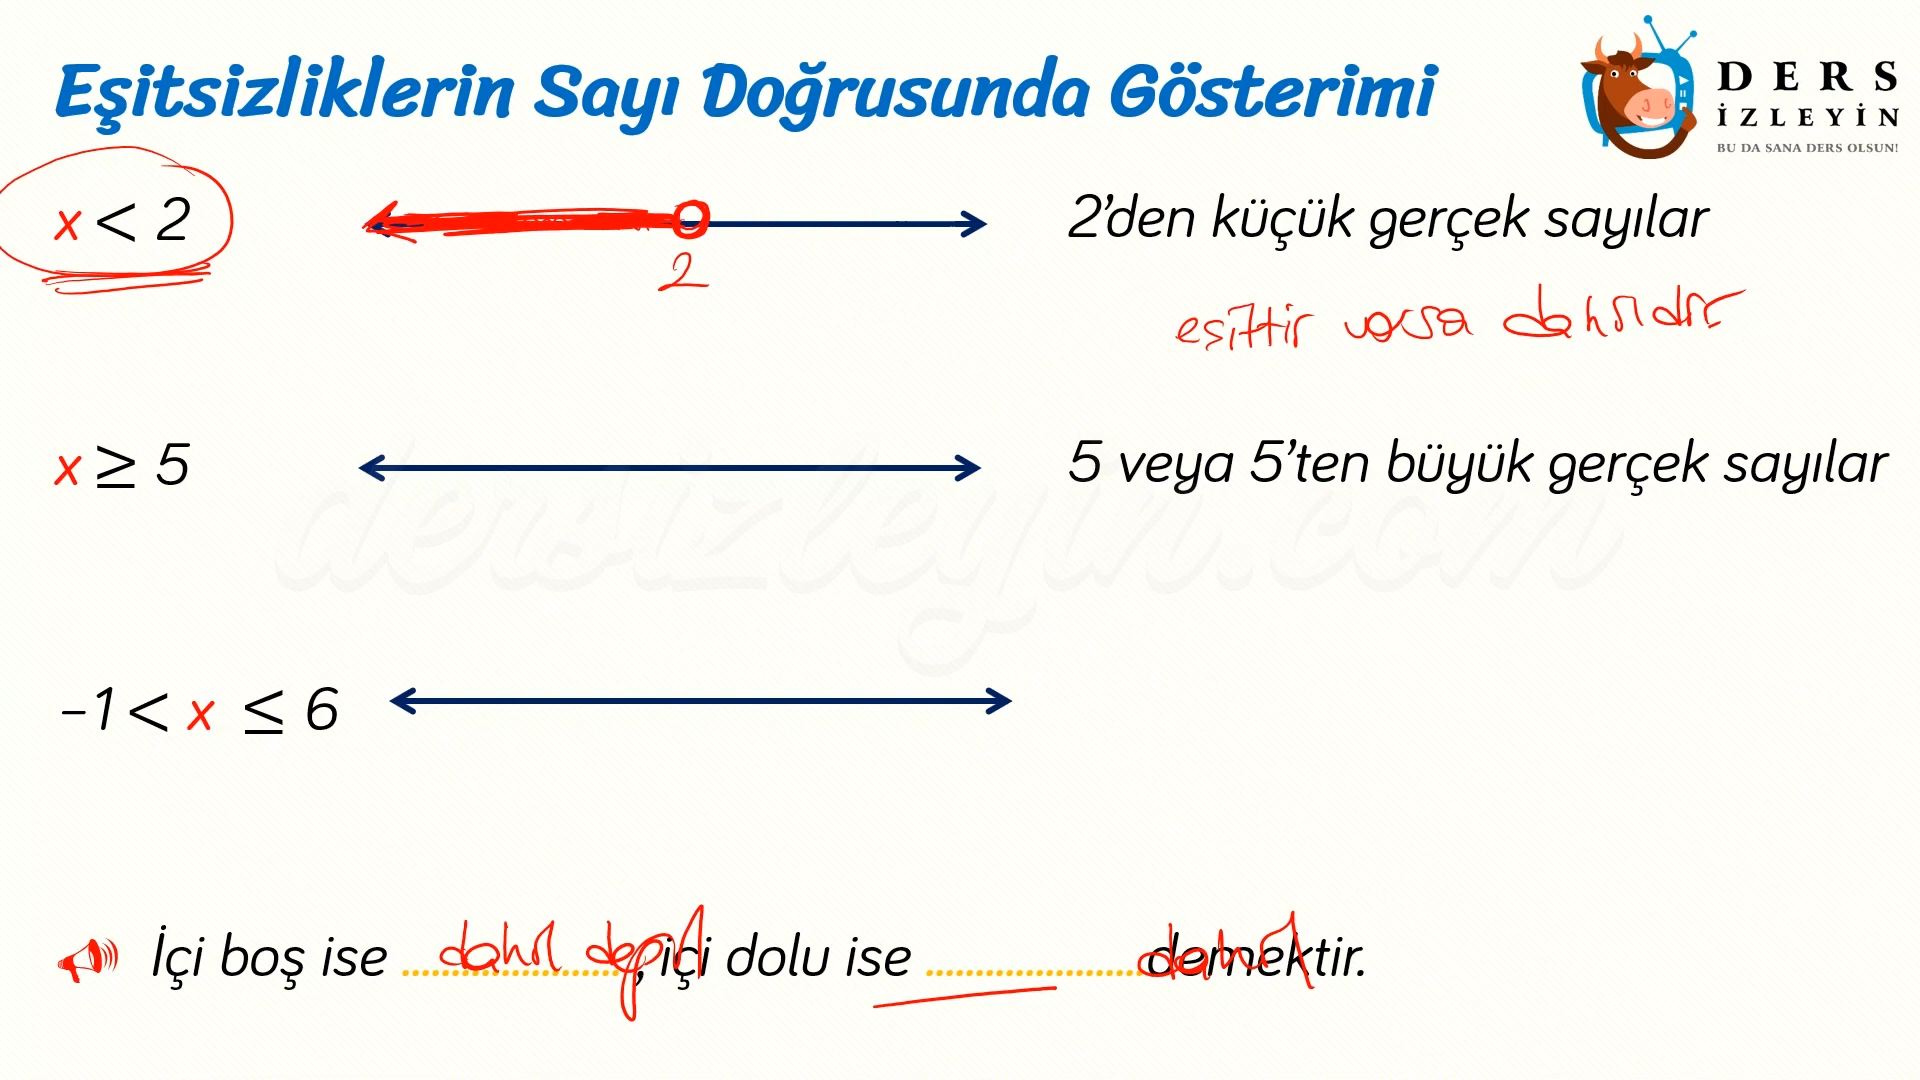 Eşitsizliklerin Sayı Doğrusunda Gösterimi
DERS
İZLEYİN
BU DA SANA DERS OLSUN!
x < 2
2
2'den küçük gerçek sayılar
eşittir varsa dahildir
x ≥ 5
5 veya 5'ten büyük gerçek sayılar
dersizleyin.com
-1 < x ≤ 6
İçi boş ise dahil değil, içi dolu ise dahil demektir.